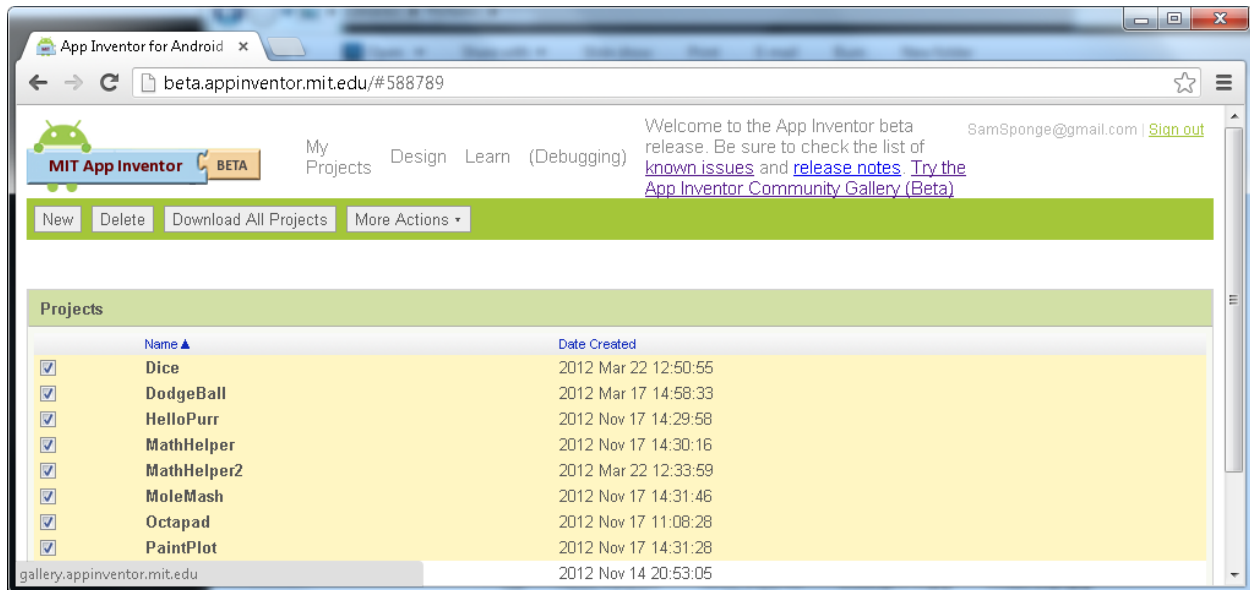 App Inventor for Android
beta.appinventor.mit.edu/#588789
MIT App Inventor BETA
My Projects Design Learn (Debugging)
Welcome to the App Inventor beta
release. Be sure to check the list of
known issues and release notes. Try the
App Inventor Community Gallery (Beta)
SamSponge@gmail.com | Sign out
New Delete Download All Projects More Actions
Projects
Name Date Created
Dice 2012 Mar 22 12:50:55
DodgeBall 2012 Mar 17 14:58:33
HelloPurr 2012 Nov 17 14:29:58
MathHelper 2012 Nov 17 14:30:16
MathHelper2 2012 Mar 22 12:33:59
MoleMash 2012 Nov 17 14:31:46
Octapad 2012 Nov 17 11:08:28
PaintPlot 2012 Nov 17 14:31:28
gallery.appinventor.mit.edu 2012 Nov 14 20:53:05